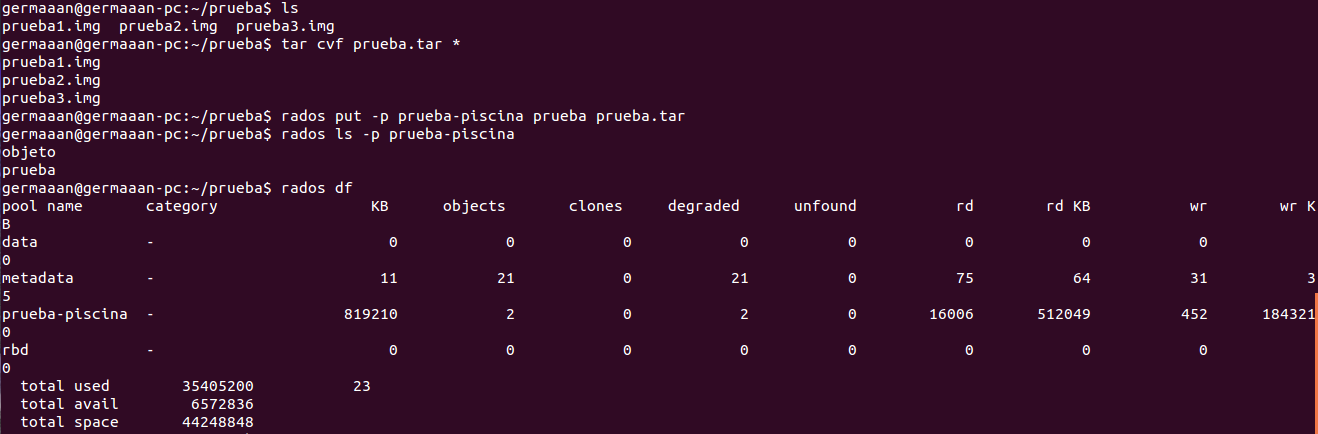 germaaan@germaaan-pc:~/prueba$ ls
prueba1.img  prueba2.img  prueba3.img
germaaan@germaaan-pc:~/prueba$ tar cvf prueba.tar *
prueba1.img
prueba2.img
prueba3.img
germaaan@germaaan-pc:~/prueba$ rados put -p prueba-piscina prueba prueba.tar
germaaan@germaaan-pc:~/prueba$ rados ls -p prueba-piscina
objeto
prueba
germaaan@germaaan-pc:~/prueba$ rados df
pool name       category                 KB      objects       clones     degraded      unfound           rd        rd KB           wr        wr K
B
data            -                          0            0            0            0            0            0            0            0
0
metadata        -                         11           21            0           21            0           75           64           31           3
5
prueba-piscina  -                     819210            2            0            2            0        16006       512049          452      184321
0
rbd             -                          0            0            0            0            0            0            0            0
0
  total used        35405200           23
  total avail        6572836
  total space       44248848